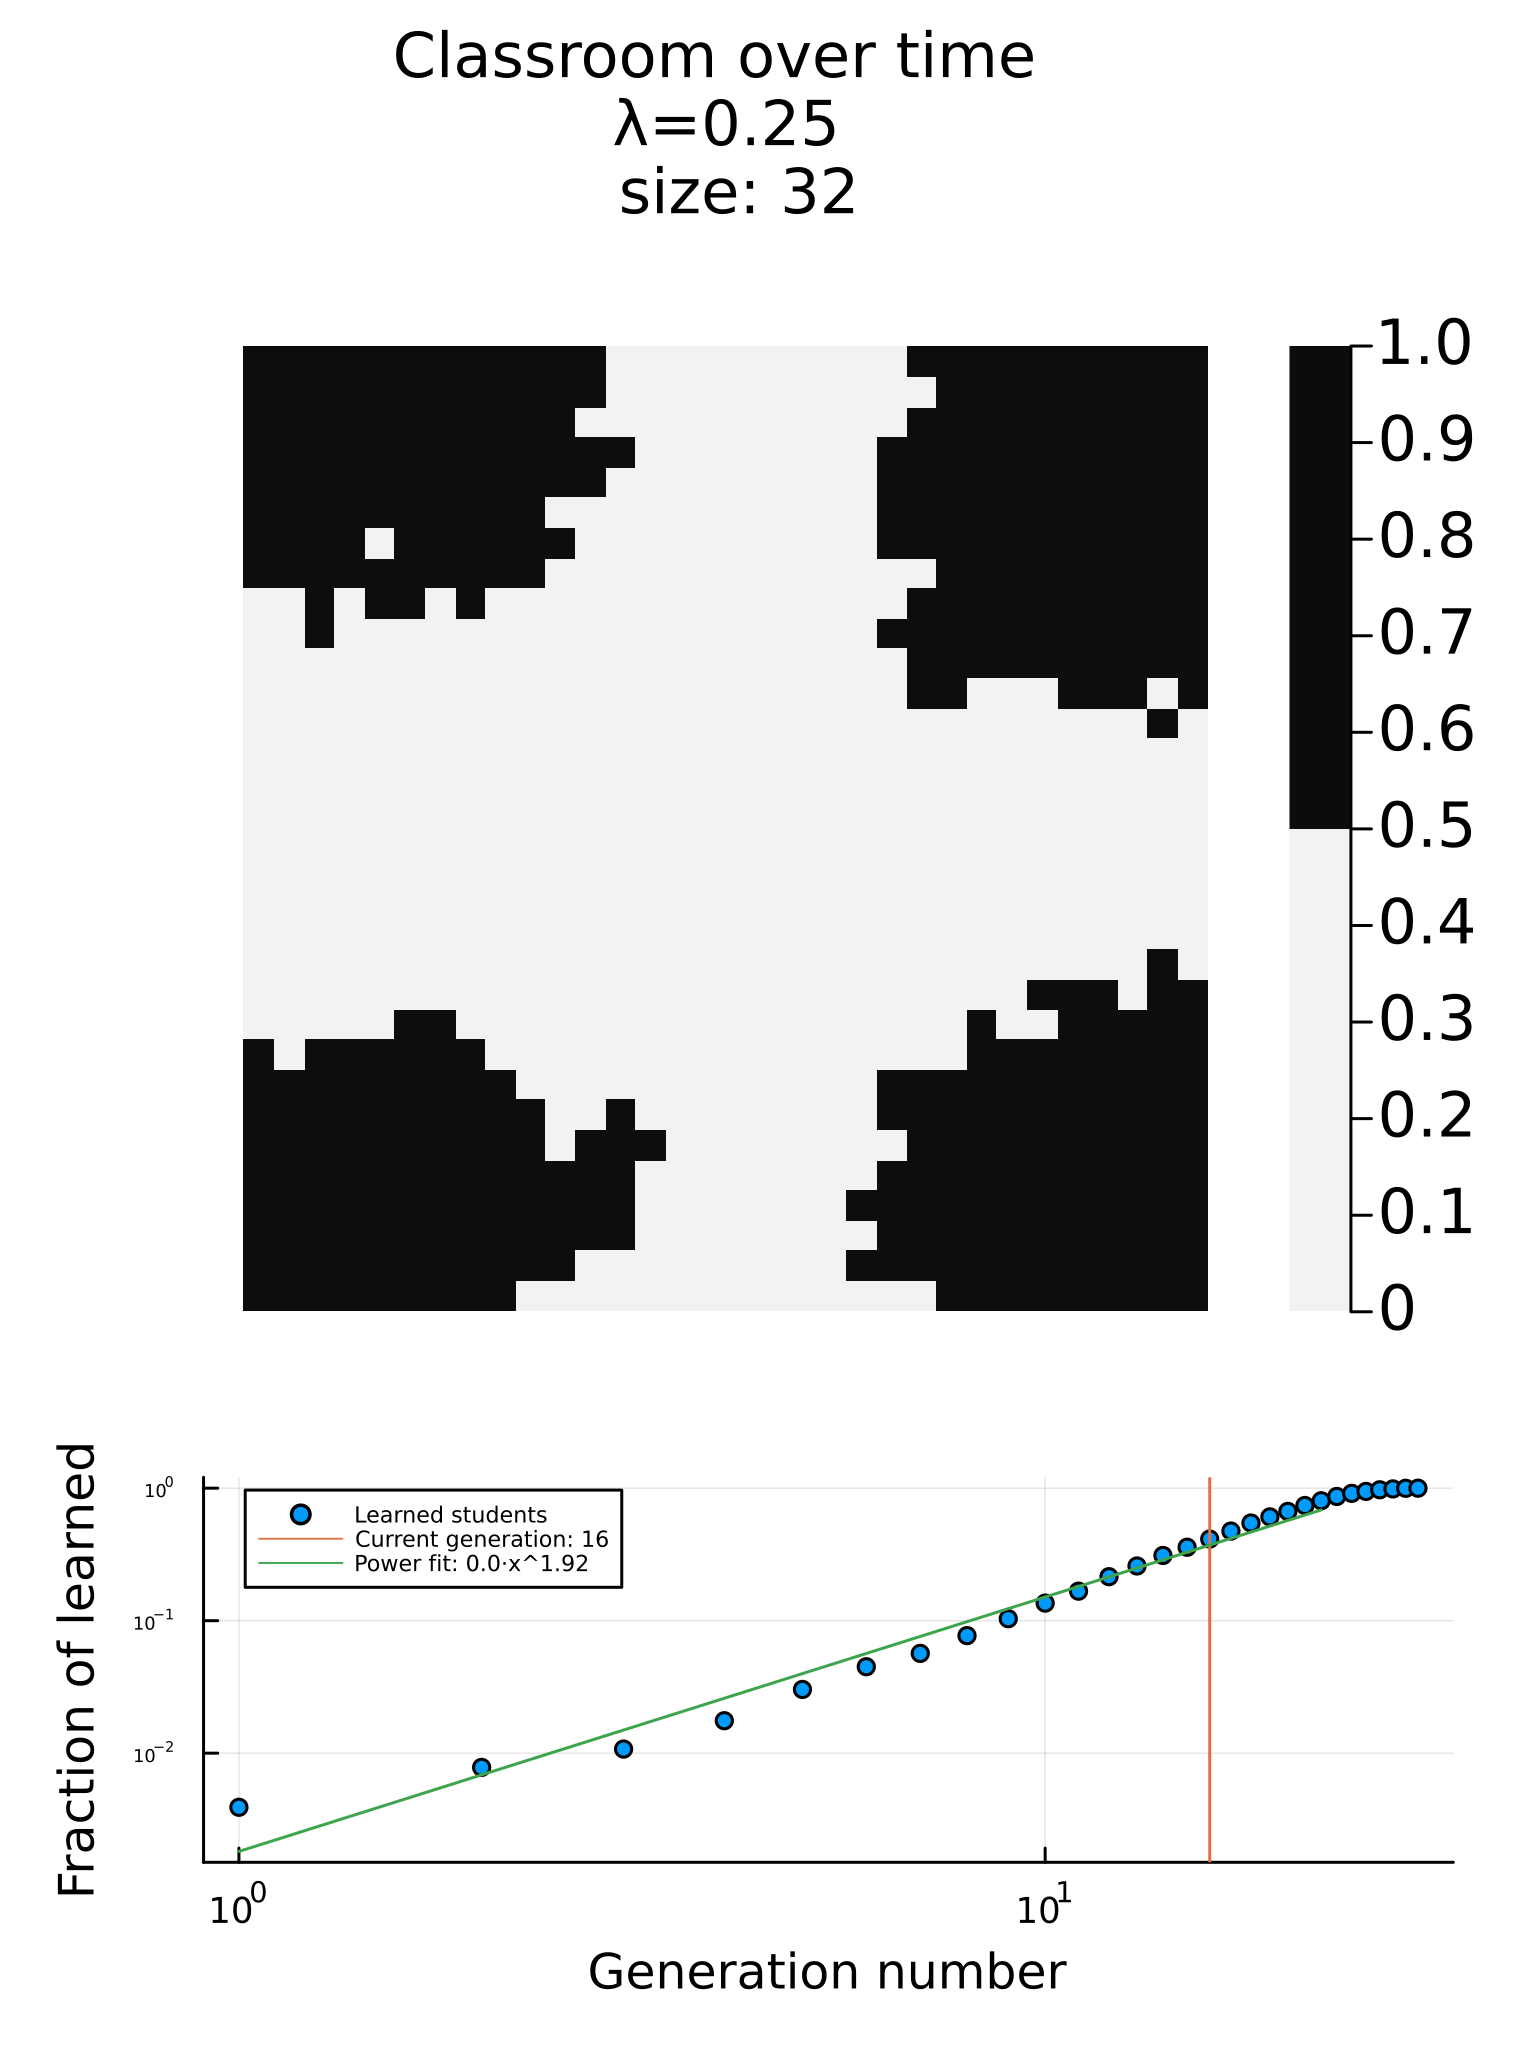 Classroom over time
λ=0.25
size: 32
1.0
0.9
0.8
0.7
0.6
0.5
0.4
0.3
0.2
0.1
0
Fraction of learned
10^0
10^−1
10^−2
Learned students
Current generation: 16
Power fit: 0.0·x^1.92
10^0
10^1
Generation number